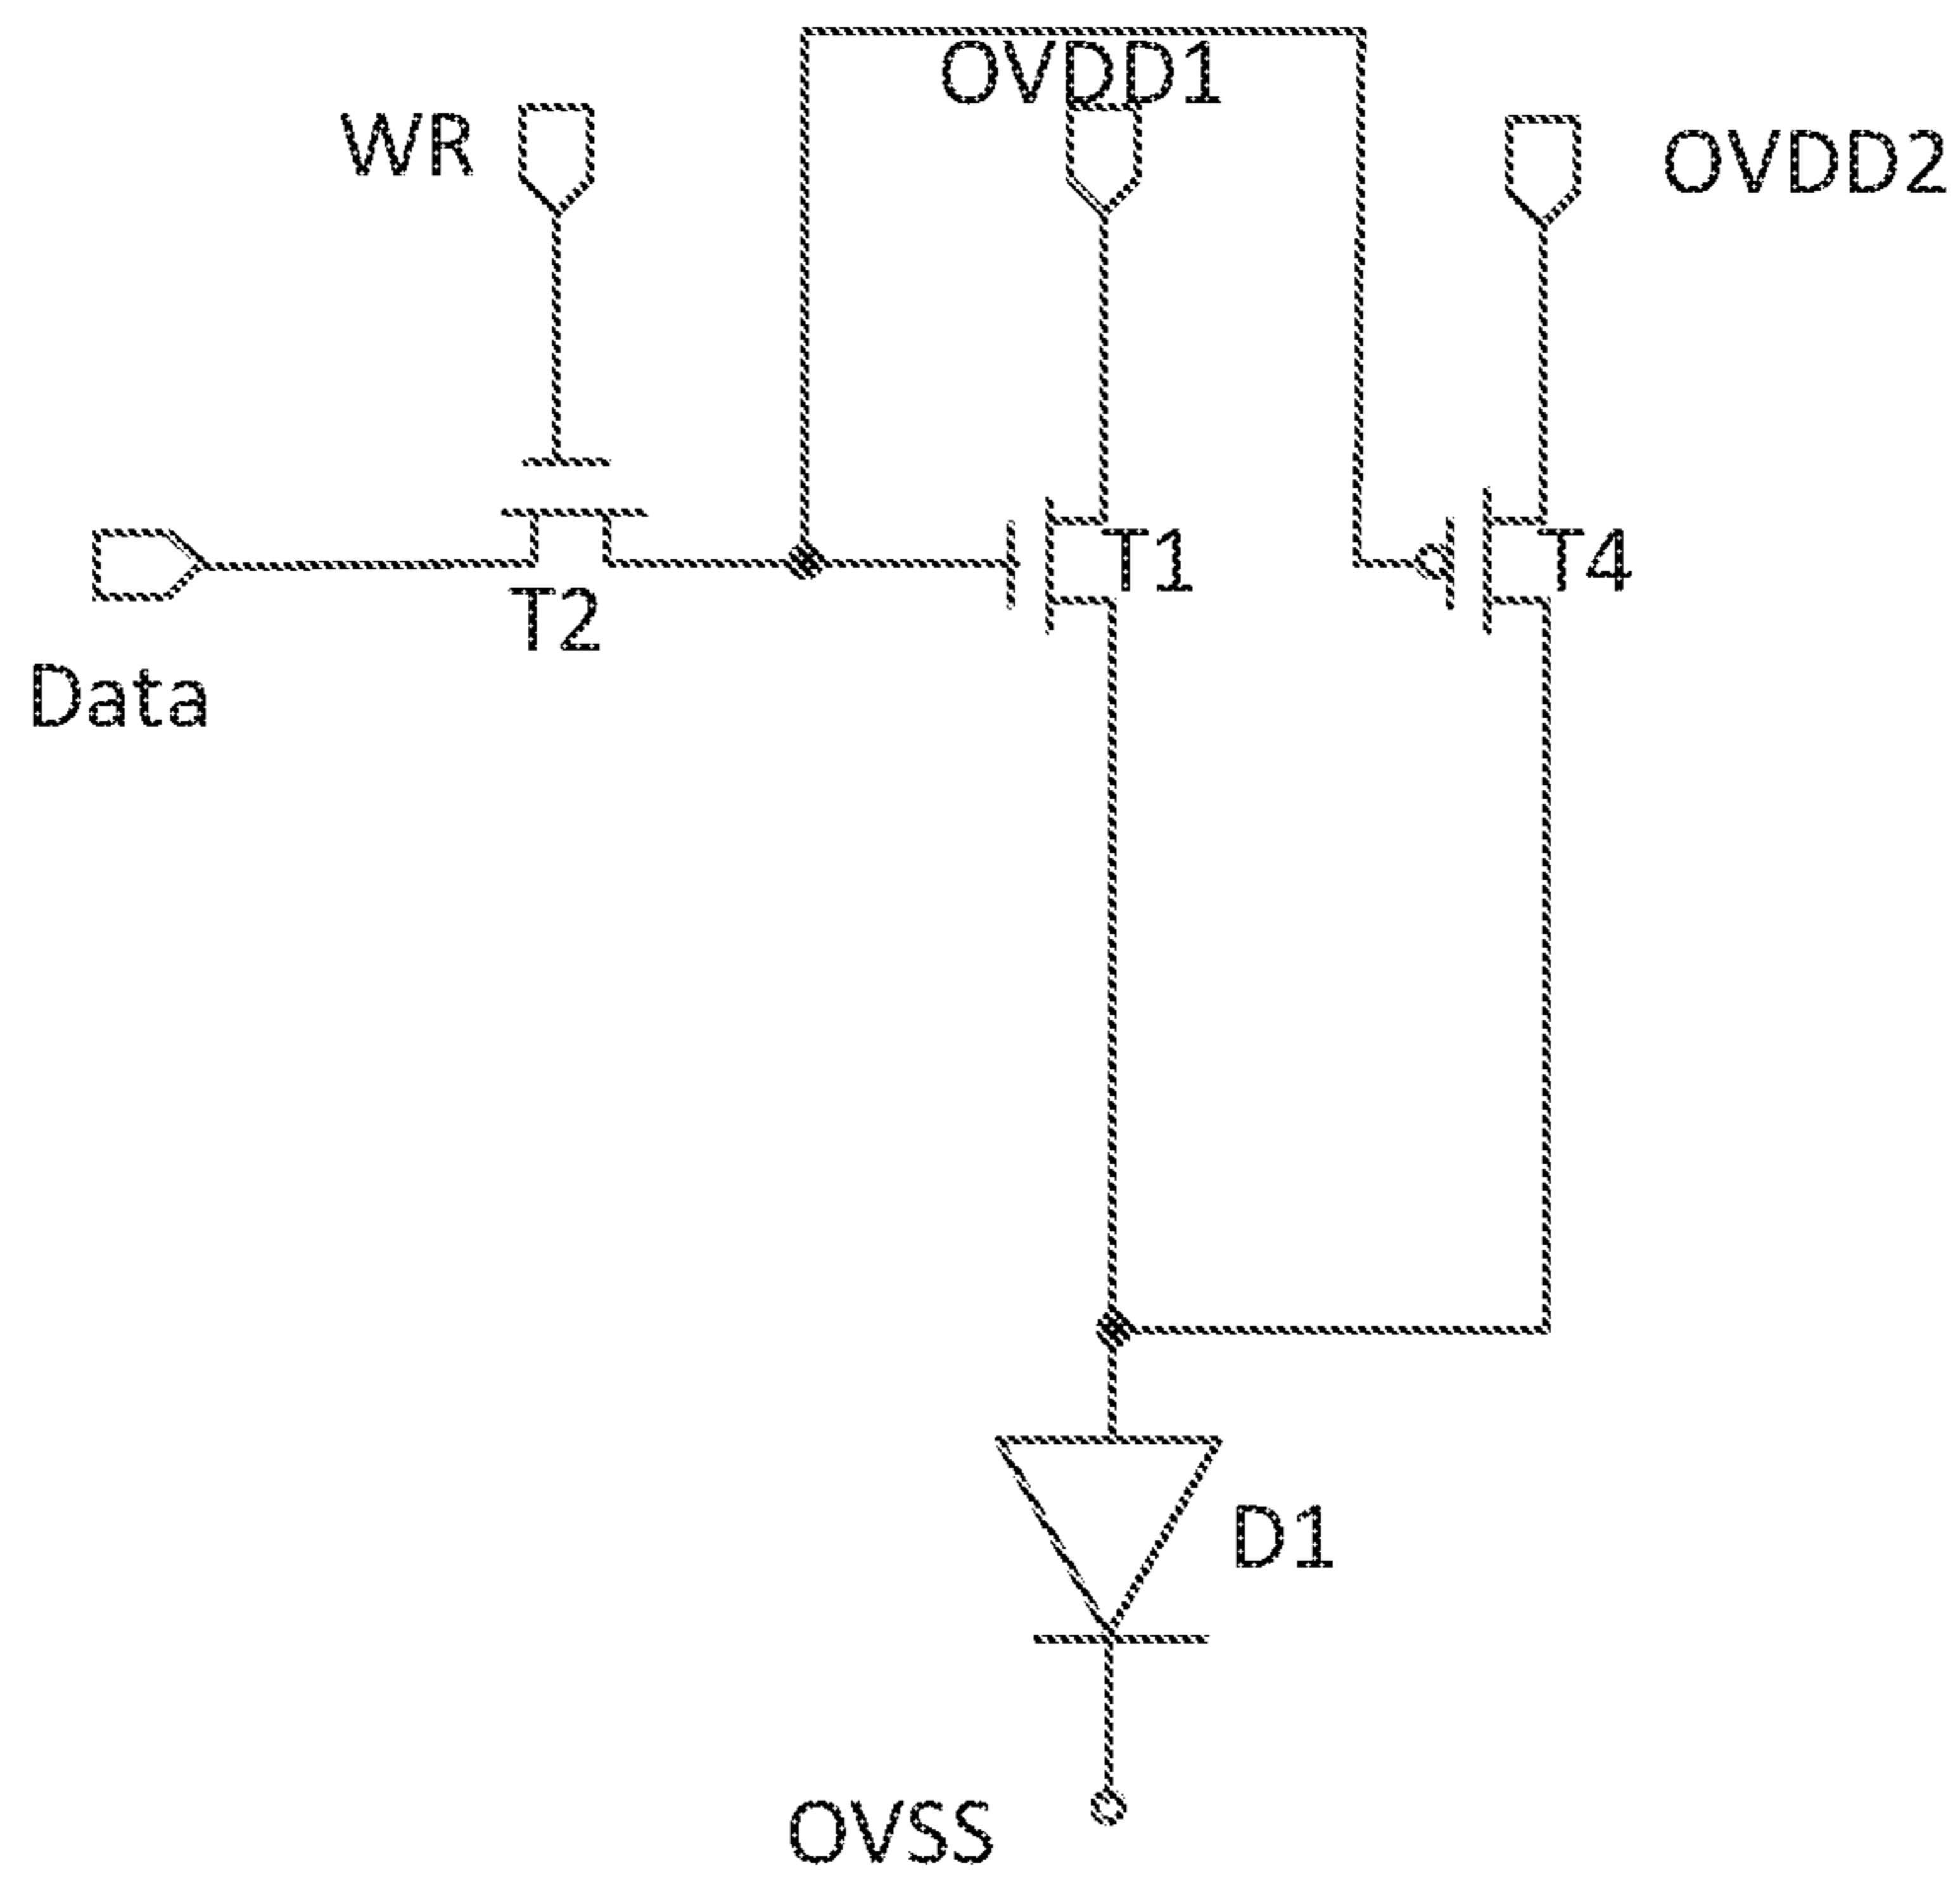 OVDD1
WR
OVDD2
T1
T4
T2
Data
D1
OVSS